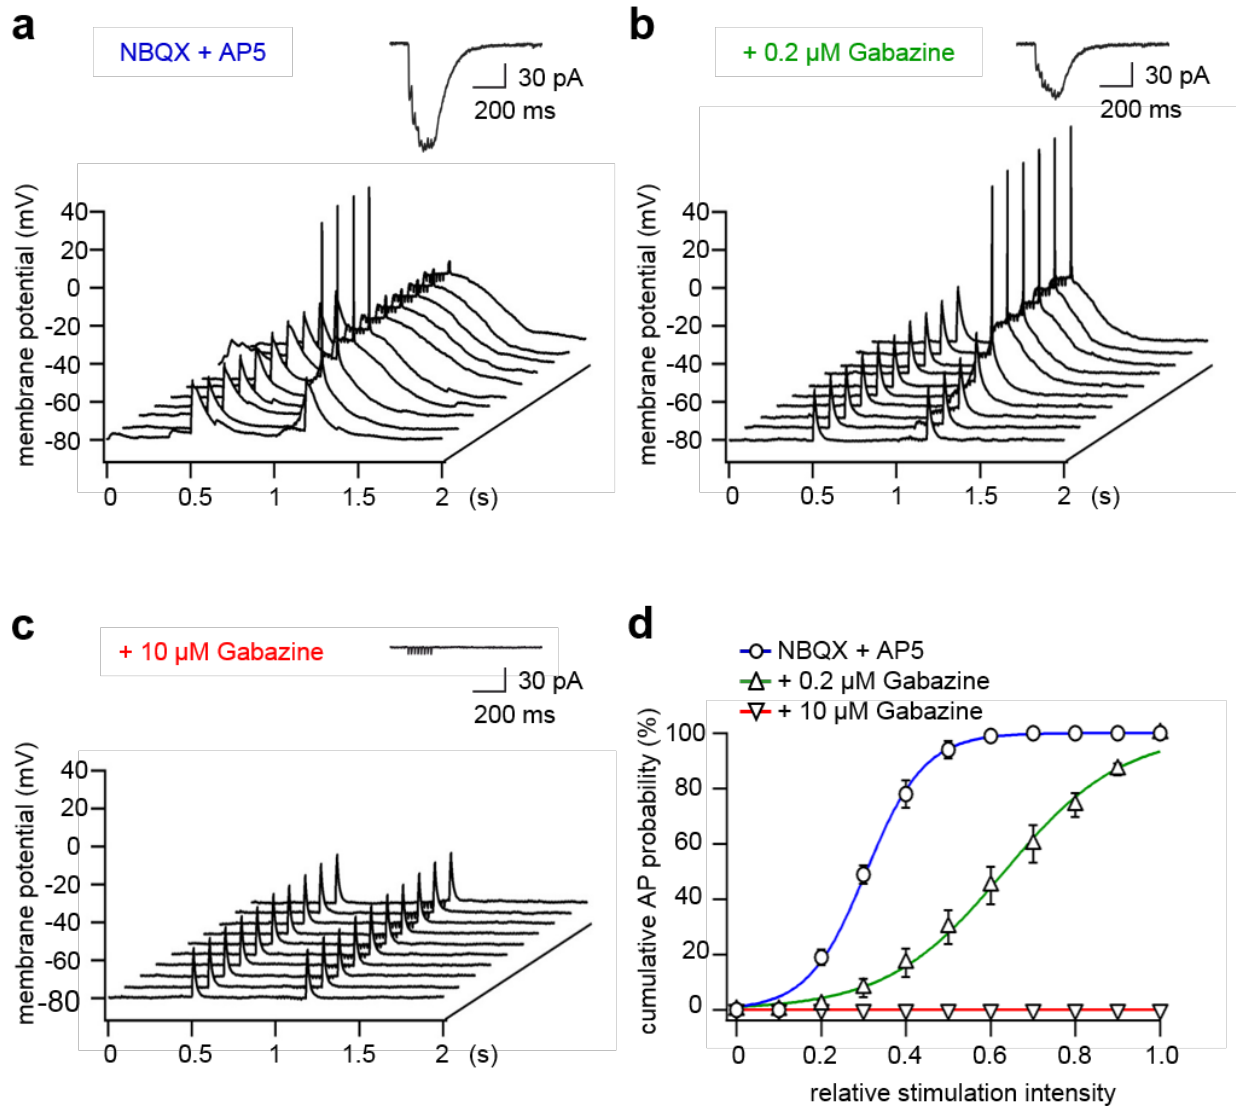 a
NBQX + AP5
30 pA
200 ms
membrane potential (mV)
40
20
0
-20
-40
-60
-80
0 0.5 1 1.5 2 (s)
b
+ 0.2 µM Gabazine
30 pA
200 ms
membrane potential (mV)
40
20
0
-20
-40
-60
-80
0 0.5 1 1.5 2 (s)
c
+ 10 µM Gabazine
30 pA
200 ms
membrane potential (mV)
40
20
0
-20
-40
-60
-80
0 0.5 1 1.5 2 (s)
d
NBQX + AP5
+ 0.2 µM Gabazine
+ 10 µM Gabazine
cumulative AP probability (%)
100
80
60
40
20
0
0 0.2 0.4 0.6 0.8 1.0
relative stimulation intensity